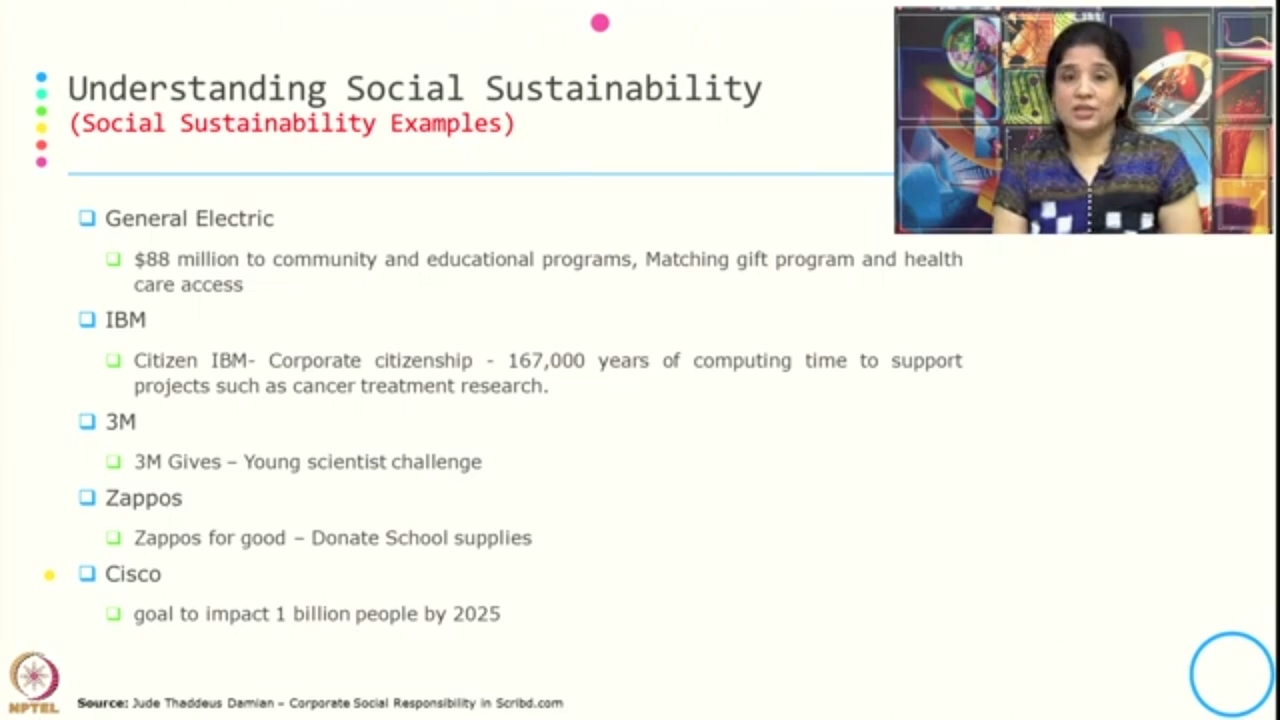 Understanding Social Sustainability
(Social Sustainability Examples)
General Electric
$88 million to community and educational programs, Matching gift program and health
care access
IBM
Citizen IBM- Corporate citizenship - 167,000 years of computing time to support
projects such as cancer treatment research.
3M
3M Gives – Young scientist challenge
Zappos
Zappos for good – Donate School supplies
Cisco
goal to impact 1 billion people by 2025
NPTEL
Source: Jude Thaddeus Damian – Corporate Social Responsibility in Scribd.com